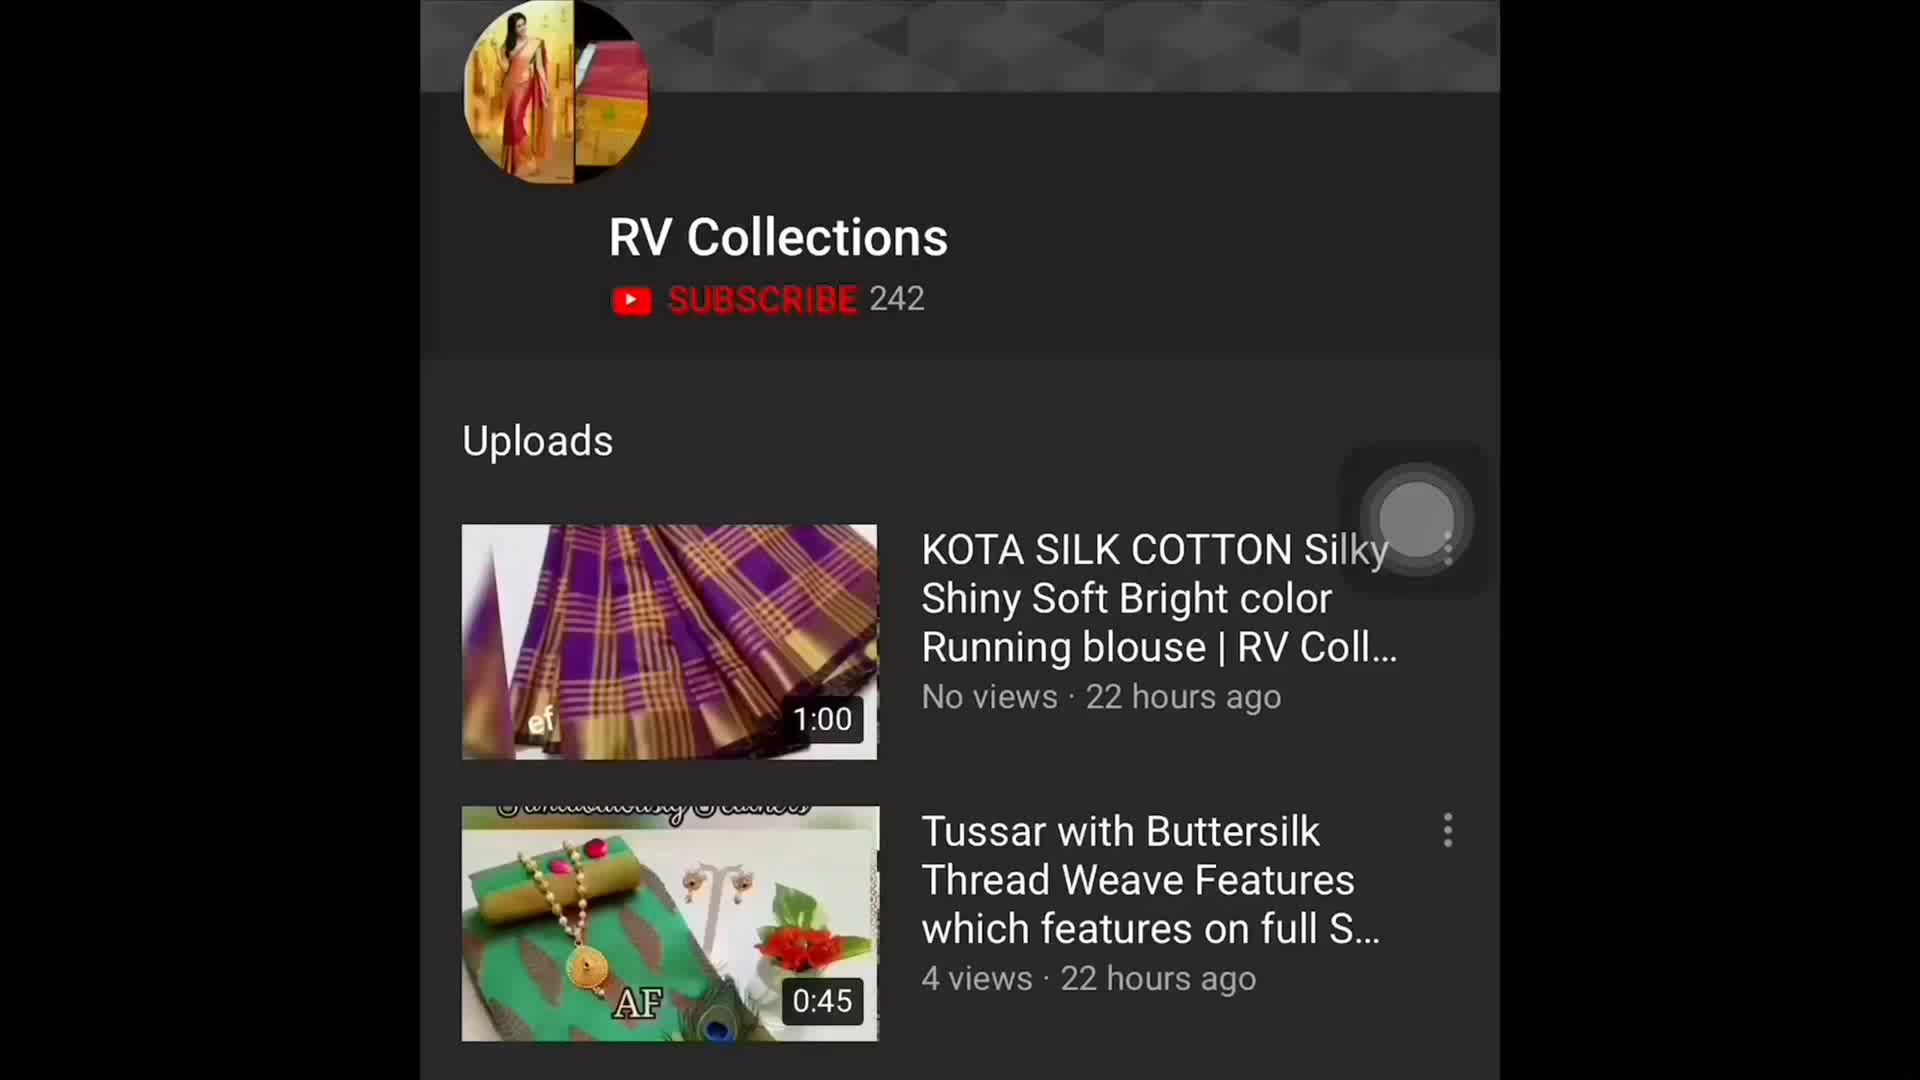 RV Collections
SUBSCRIBE 242
Uploads
ef
1:00
KOTA SILK COTTON Silky
Shiny Soft Bright color
Running blouse | RV Coll...
No views · 22 hours ago
AF
0:45
Tussar with Buttersilk
Thread Weave Features
which features on full S...
4 views · 22 hours ago